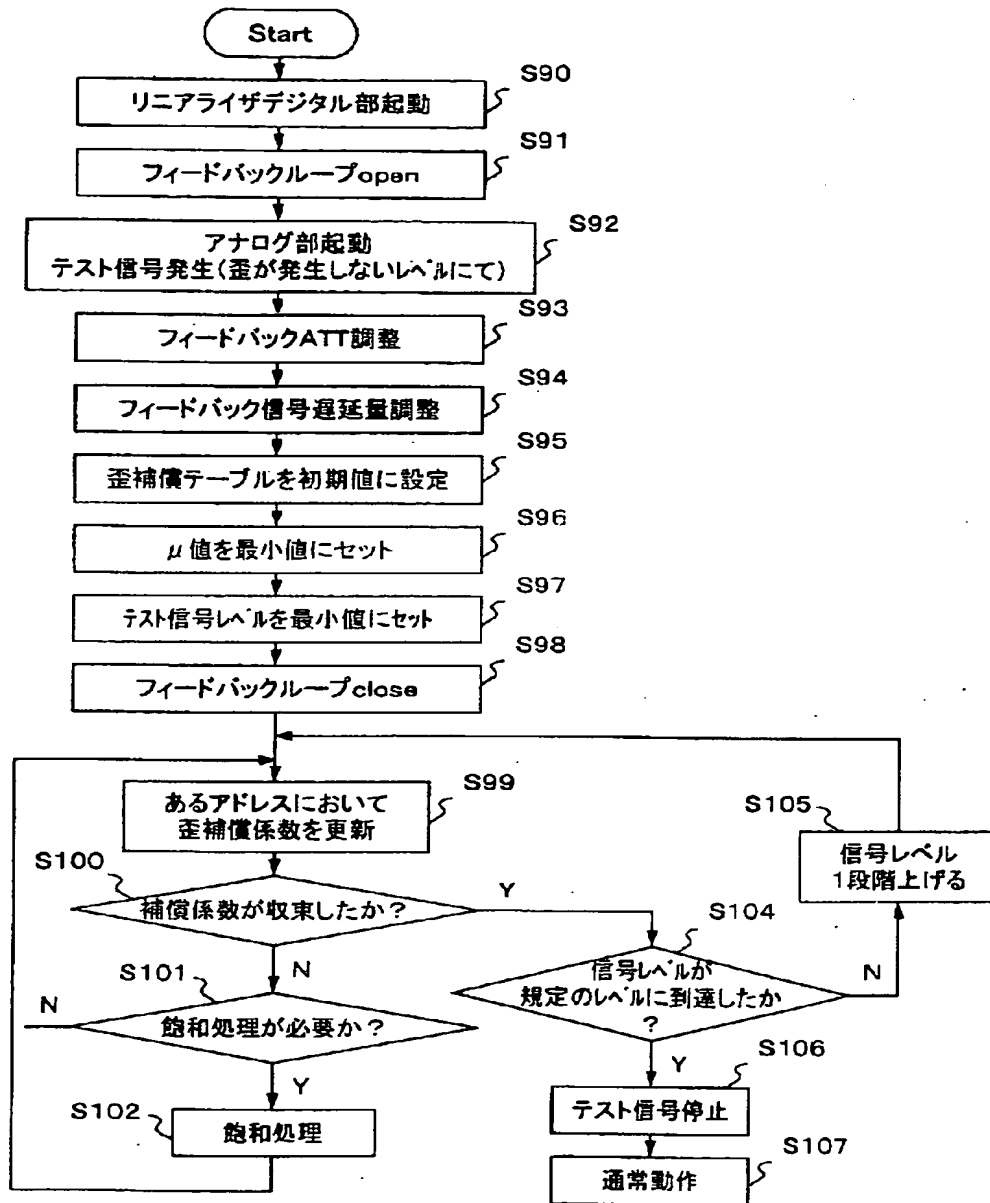 Start
S90
リニアライザデジタル部起動
S91
フィードバックループopen
S92
アナログ部起動
テスト信号発生(歪が発生しないレベルにて)
S93
フィードバックATT調整
S94
フィードバック信号遅延量調整
S95
歪補償テーブルを初期値に設定
S96
μ値を最小値にセット
S97
テスト信号レベルを最小値にセット
S98
フィードバックループclose
S99
あるアドレスにおいて
歪補償係数を更新
S105
信号レベル
1段階上げる
S100
補償係数が収束したか?
Y
N
S104
信号レベルが
規定のレベルに到達したか
?
N
Y
S101
飽和処理が必要か?
N
Y
S102
飽和処理
S106
テスト信号停止
S107
通常動作